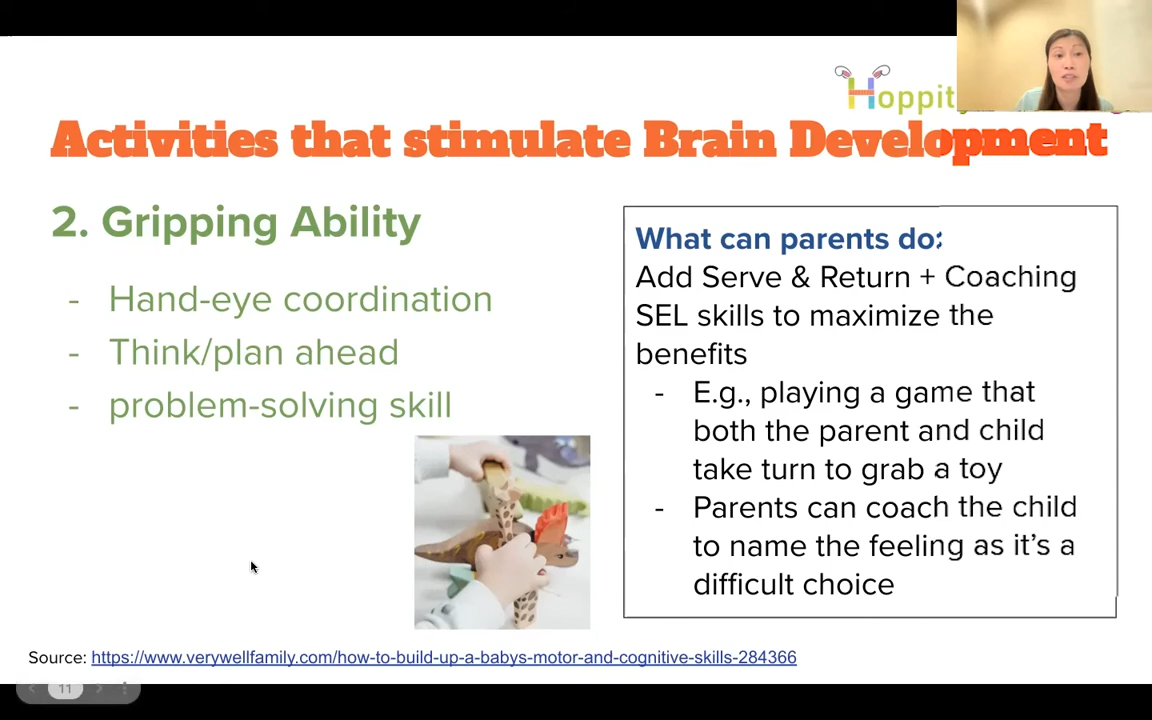 Hoppit
Activities that stimulate Brain Development
2. Gripping Ability
- Hand-eye coordination
- Think/plan ahead
- problem-solving skill
What can parents do:
Add Serve & Return + Coaching
SEL skills to maximize the
benefits
- E.g., playing a game that
both the parent and child
take turn to grab a toy
- Parents can coach the child
to name the feeling as it's a
difficult choice
Source: https://www.verywellfamily.com/how-to-build-up-a-babys-motor-and-cognitive-skills-284366
11